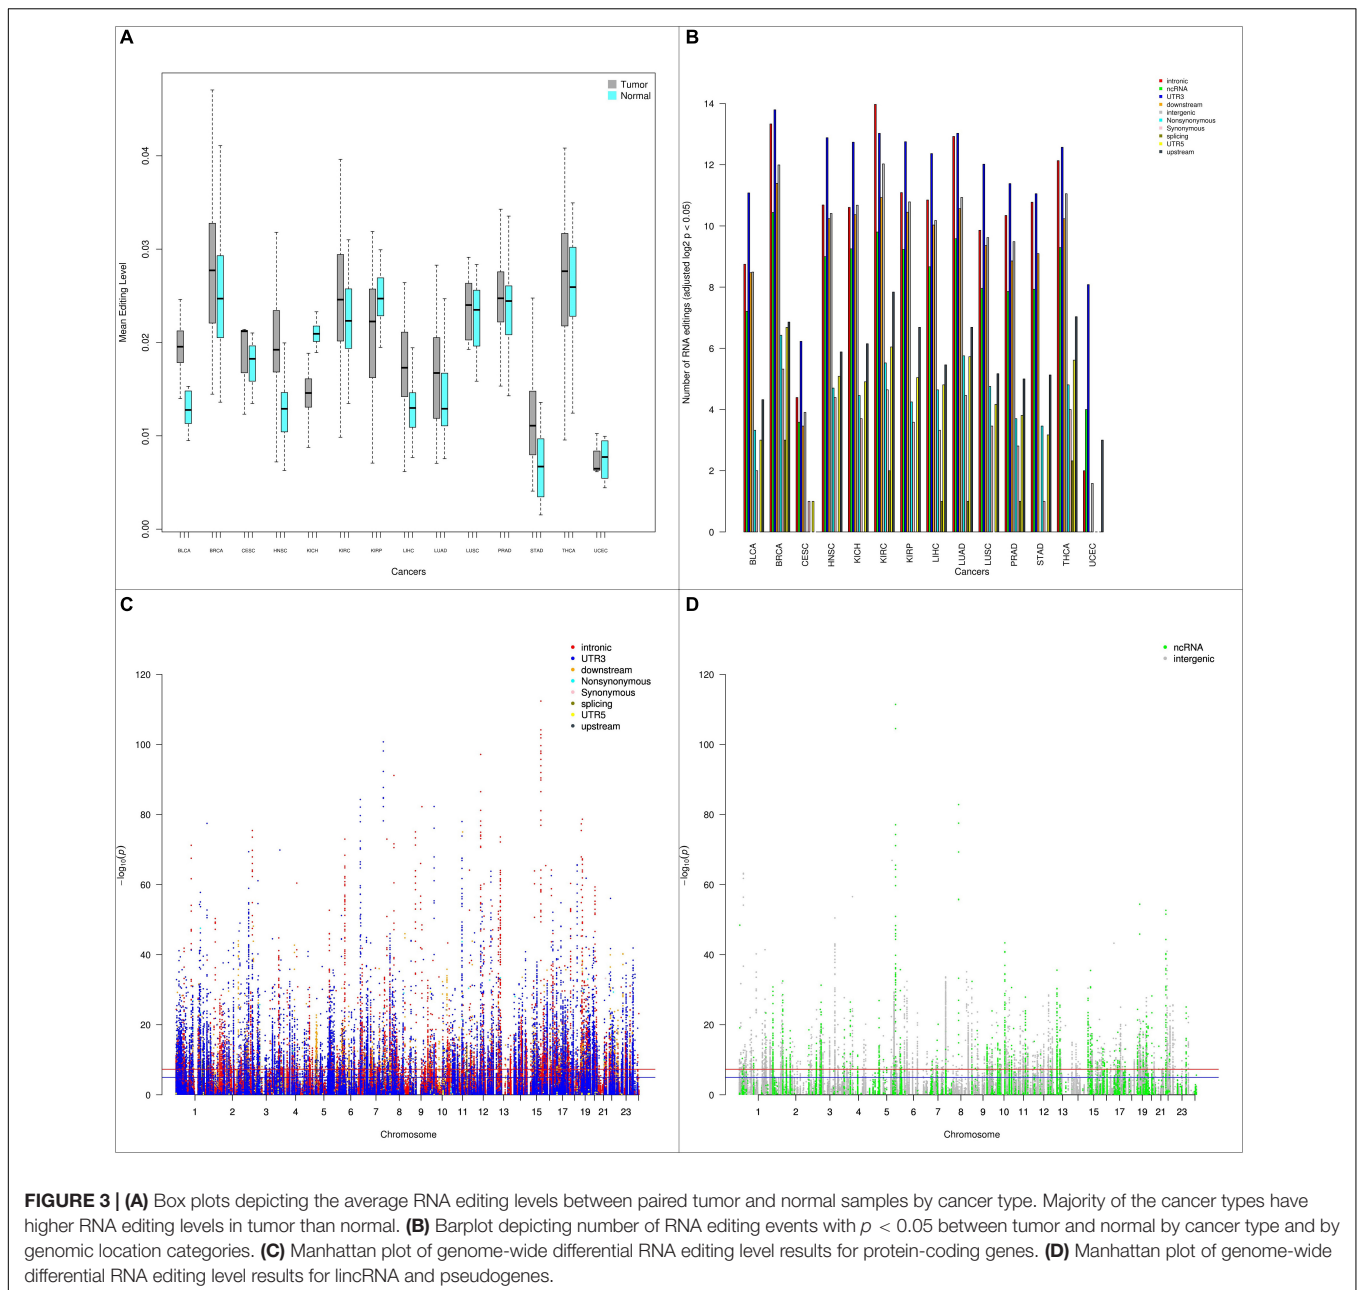 A
Tumor
Normal
0.04
0.03
0.02
0.01
0.00
Mean Editing Level
BLCA BRCA CESC HNSC KICH KIRC KIRP LIHC LUAD LUSC PRAD STAD THCA UCEC
Cancers
B
intronic
ncRNA
UTR3
downstream
intergenic
Nonsynonymous
Synonymous
splicing
UTR5
upstream
14
12
10
8
6
4
2
0
Number of RNA editings (adjusted log2 p < 0.05)
BLCA BRCA CESC HNSC KICH KIRC KIRP LIHC LUAD LUSC PRAD STAD THCA UCEC
Cancers
C
intronic
UTR3
downstream
Nonsynonymous
Synonymous
splicing
UTR5
upstream
120
100
80
60
40
20
0
−log10(p)
1 2 3 4 5 6 7 8 9 10 11 12 13 15 17 19 21 23
Chromosome
D
ncRNA
intergenic
120
100
80
60
40
20
0
−log10(p)
1 2 3 4 5 6 7 8 9 10 11 12 13 15 17 19 21 23
Chromosome
FIGURE 3 | (A) Box plots depicting the average RNA editing levels between paired tumor and normal samples by cancer type. Majority of the cancer types have
higher RNA editing levels in tumor than normal. (B) Barplot depicting number of RNA editing events with p < 0.05 between tumor and normal by cancer type and by
genomic location categories. (C) Manhattan plot of genome-wide differential RNA editing level results for protein-coding genes. (D) Manhattan plot of genome-wide
differential RNA editing level results for lincRNA and pseudogenes.